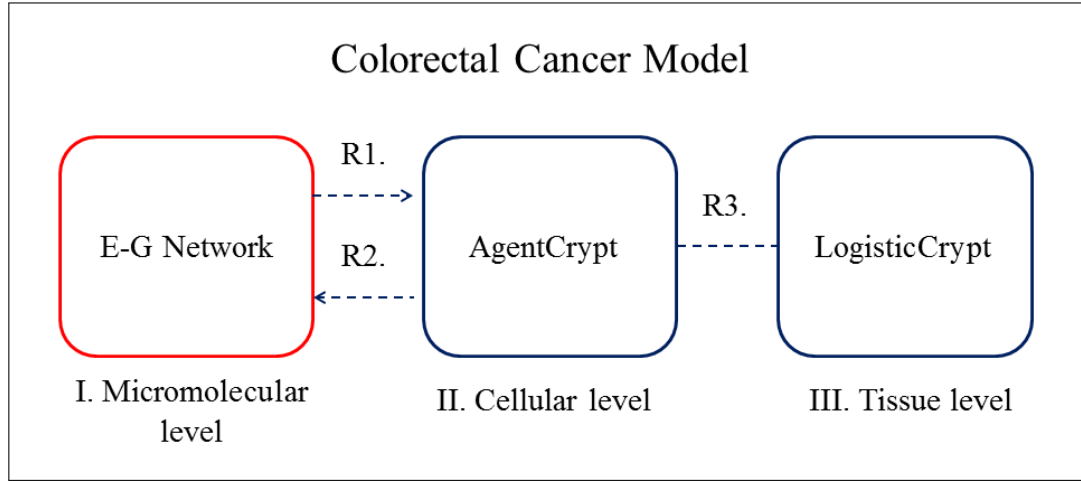 Colorectal Cancer Model
R1.
R2.
R3.
E-G Network
AgentCrypt
LogisticCrypt
I. Micromolecular
level
II. Cellular level
III. Tissue level